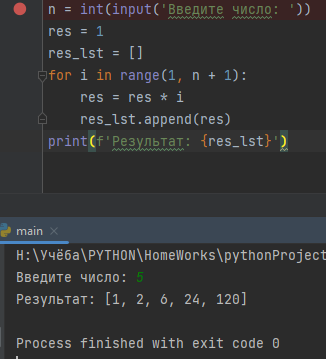 n = int(input('Введите число: '))
res = 1
res_lst = []
for i in range(1, n + 1):
    res = res * i
    res_lst.append(res)
print(f'Результат: {res_lst}')
main
H:\Учёба\PYTHON\HomeWorks\pythonProject
Введите число: 5
Результат: [1, 2, 6, 24, 120]
Process finished with exit code 0